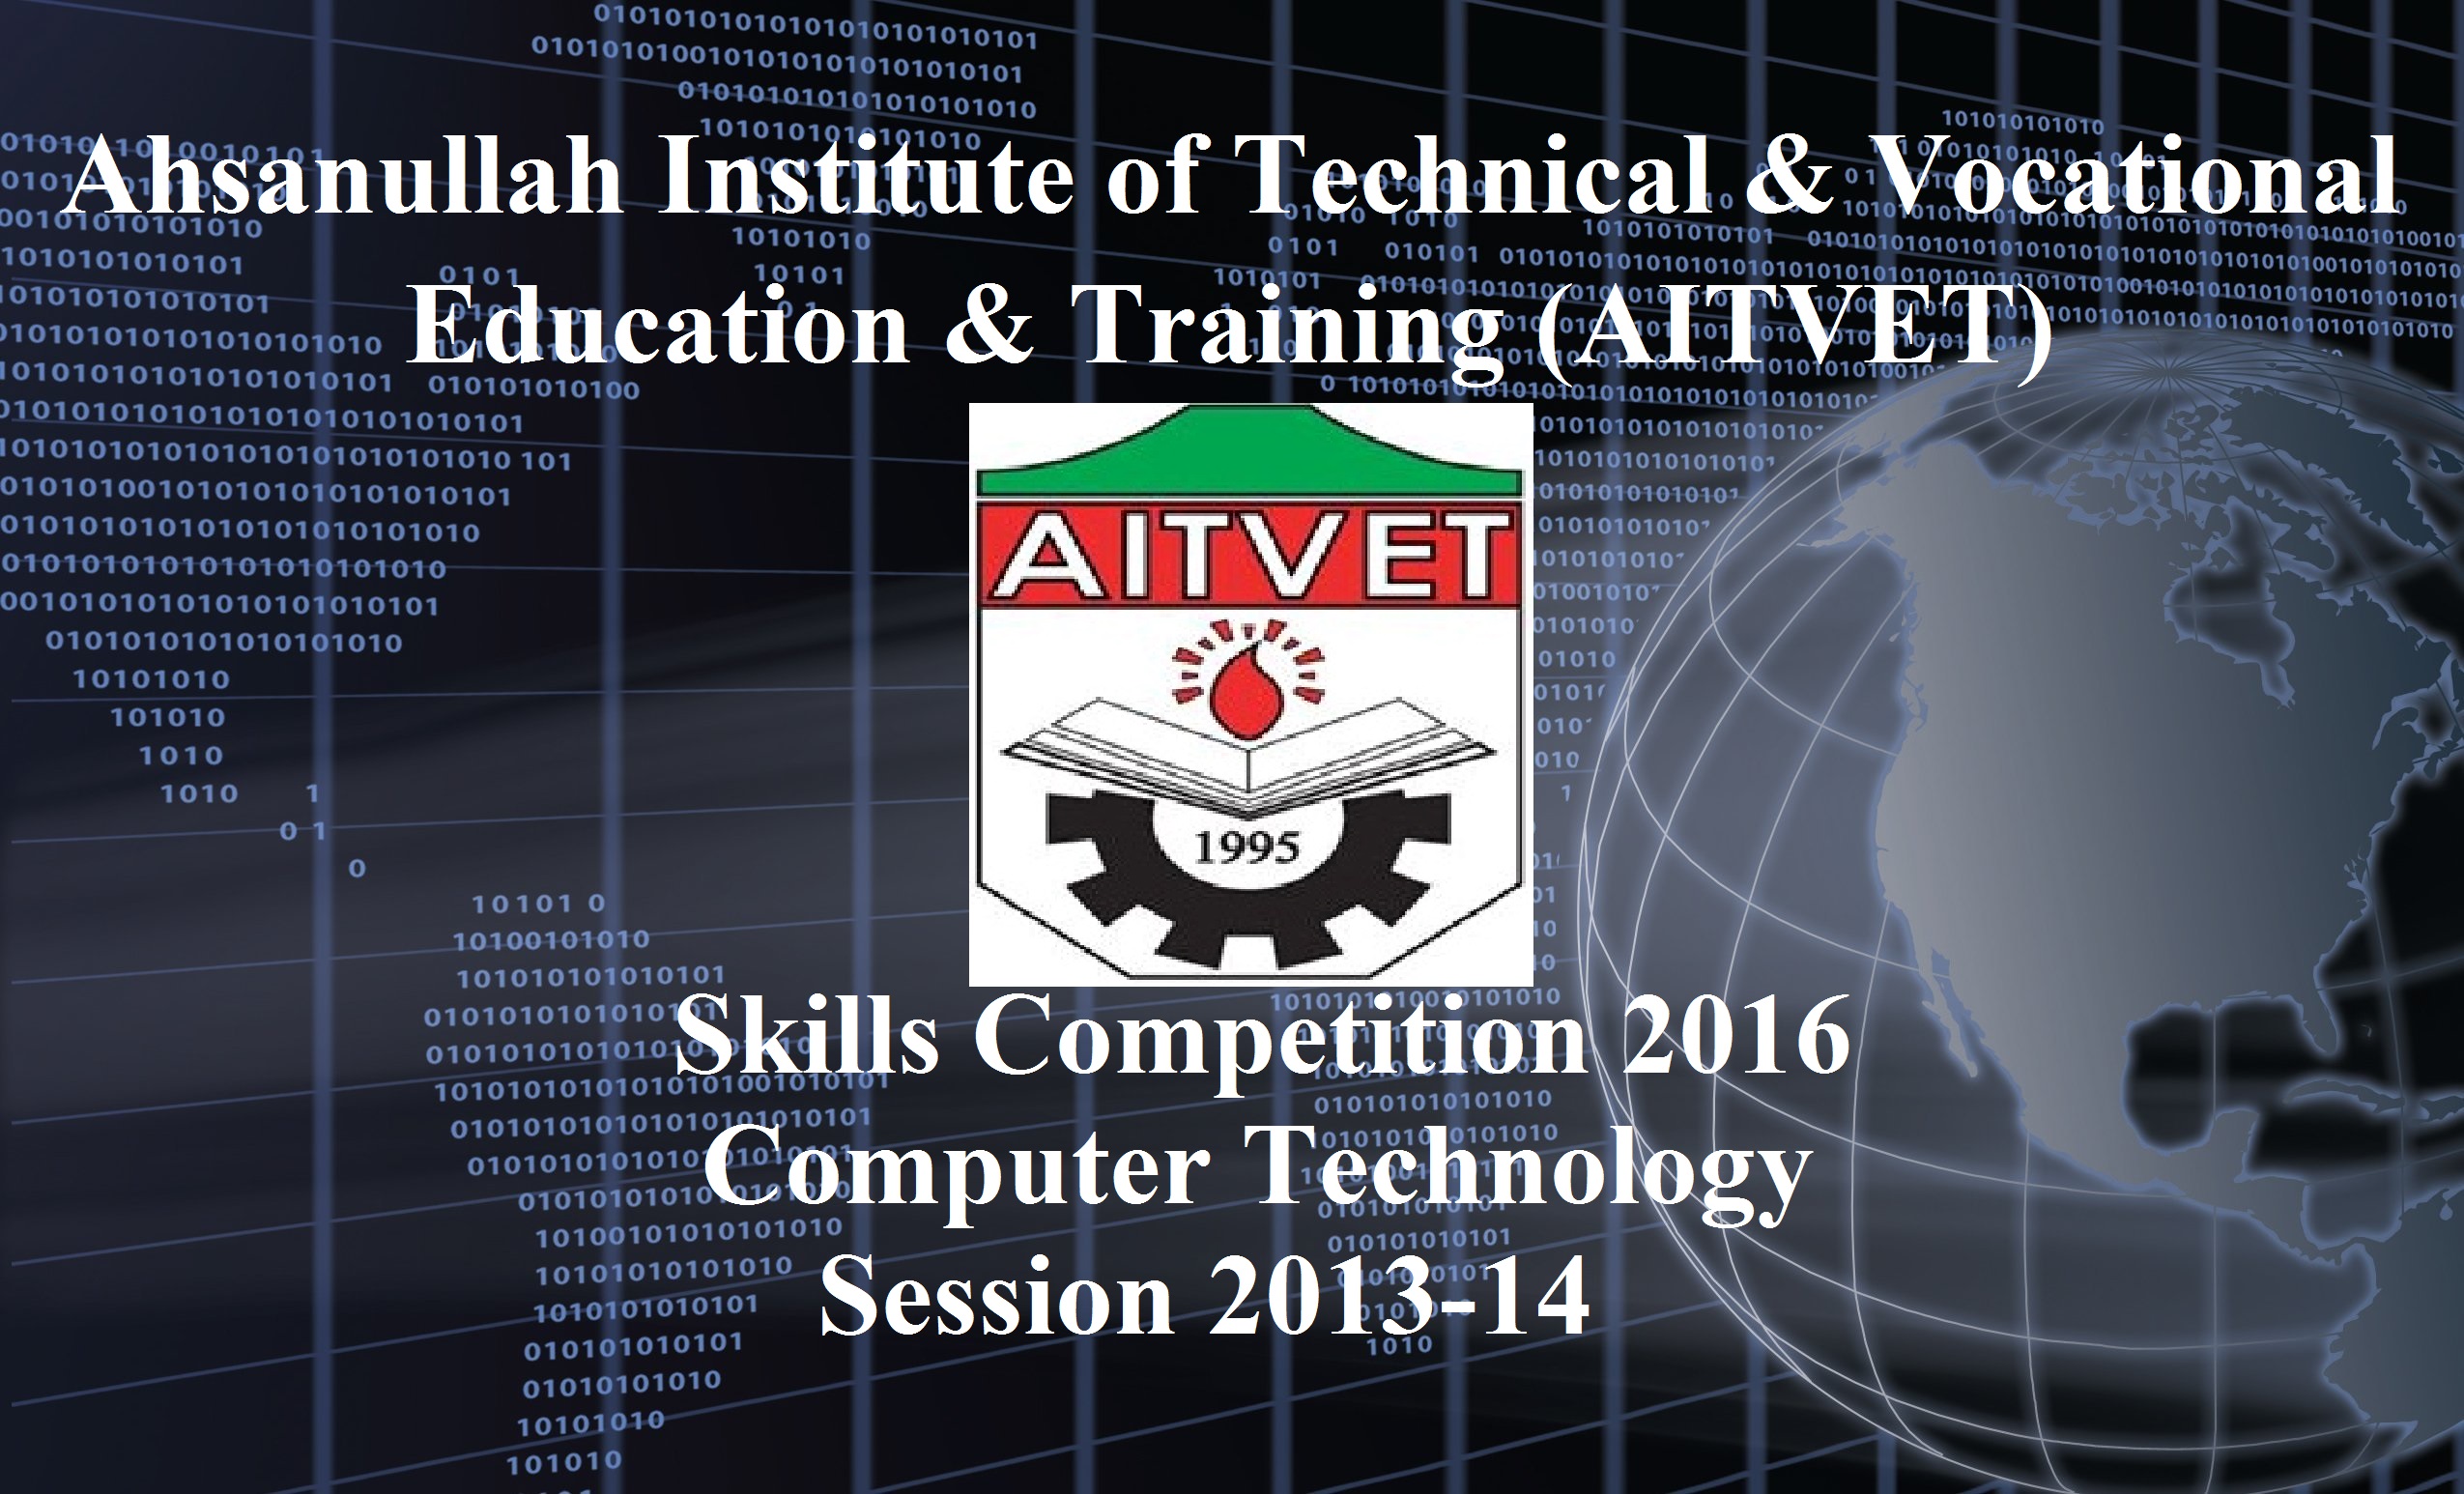 Ahsanullah Institute of Technical & Vocational
Education & Training (AITVET)
AITVET
1995
Skills Competition 2016
Computer Technology
Session 2013-14